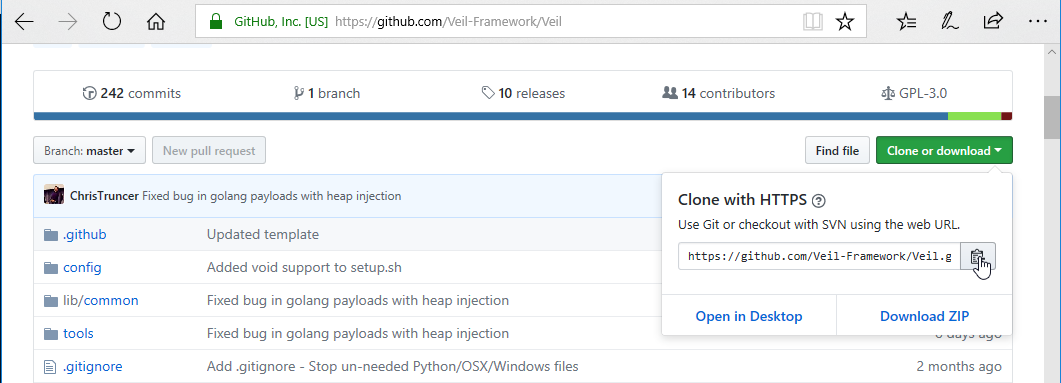 GitHub, Inc. [US] https://github.com/Veil-Framework/Veil
242 commits 1 branch 10 releases 14 contributors GPL-3.0
Branch: master New pull request Find file Clone or download
ChrisTruncer Fixed bug in golang payloads with heap injection
Clone with HTTPS
Use Git or checkout with SVN using the web URL.
https://github.com/Veil-Framework/Veil.g
Open in Desktop Download ZIP
.github Updated template
config Added void support to setup.sh
lib/common Fixed bug in golang payloads with heap injection
tools Fixed bug in golang payloads with heap injection days ago
.gitignore Add .gitignore - Stop un-needed Python/OSX/Windows files 2 months ago